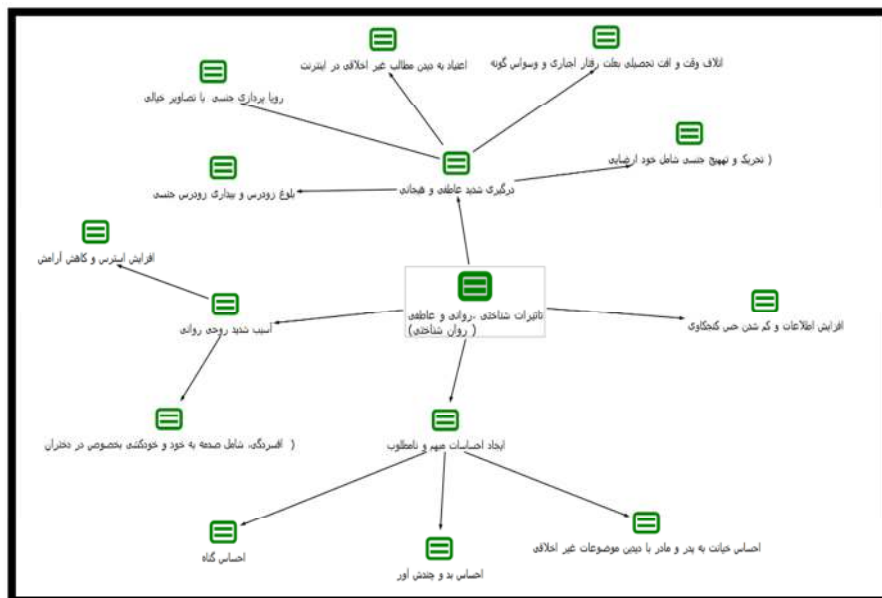 اعتیاد به دیدن مطالب غیر اخلاقی در اینترنت
اتلاف وقت و افت تحصیلی بعلت رفتار اجباری و وسواس گونه
رویا پردازی جنسی با تصاویر خیالی
تحریک و تهییج جنسی شامل خود ارضایی (
درگیری شدید عاطفی و هیجانی
بلوغ زودرس و بیداری زودرس جنسی
افزایش استرس و کاهش آرامش
تاثیرات شناختی ،روانی و عاطفی
( روان شناختی)
افزایش اطلاعات و کم شدن حس کنجکاوی
آسیب شدید روحی روانی
افسردگی، شامل صدمه به خود و خودکشی بخصوص در دختران (
ایجاد احساسات مبهم و نامطلوب
احساس خیانت به پدر و مادر با دیدن موضوعات غیر اخلاقی
احساس گناه
احساس بد و چندش آور